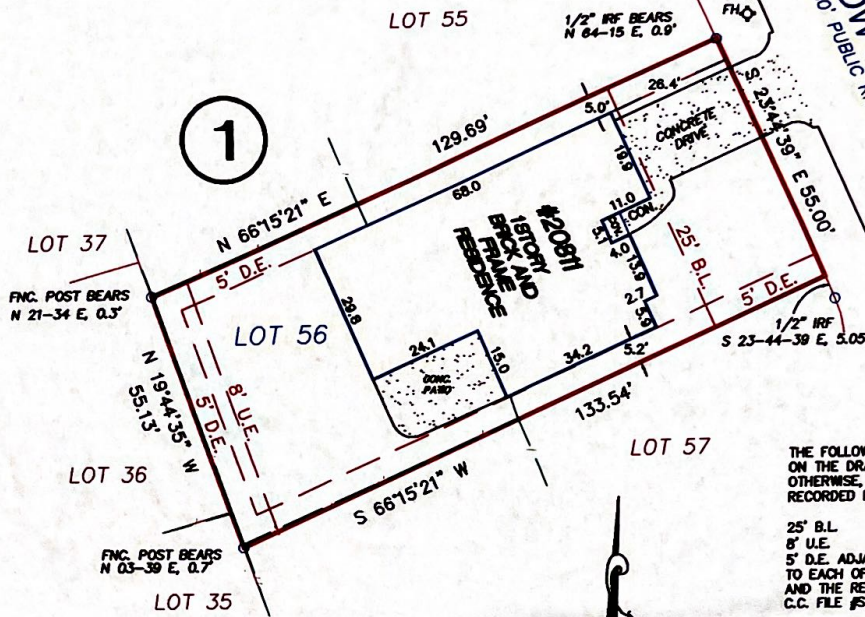 LOT 55
1/2" IRF BEARS
N 64-15 E, 0.9'
FH
0' PUBLIC
1
129.69'
5.0'
26.4'
CONCRETE
DRIVE
S 23°44'39" E 55.00'
N 66°15'21" E
68.0
19.9
11.0
CON.
LOT 37
FNC. POST BEARS
N 21-34 E, 0.3'
5' D.E.
#20811
1STORY
BRICK AND
FRAME
RESIDENCE
3.1
4.0
13.9
2.7
5.9
25' B.L.
5' D.E.
1/2" IRF
S 23-44-39 E, 5.05
LOT 56
29.8
24.1
15.0
CONC.
PATIO
34.2
5.2'
N 19°44'35" W
55.13'
5' D.E.
8' U.E.
133.54'
S 66°15'21" W
LOT 57
LOT 36
FNC. POST BEARS
N 03-39 E, 0.7'
LOT 35
THE FOLLOW
ON THE DRA
OTHERWISE,
RECORDED
25' B.L.
8' U.E.
5' D.E. ADJA
TO EACH OF
AND THE RE
C.C. FILE #S